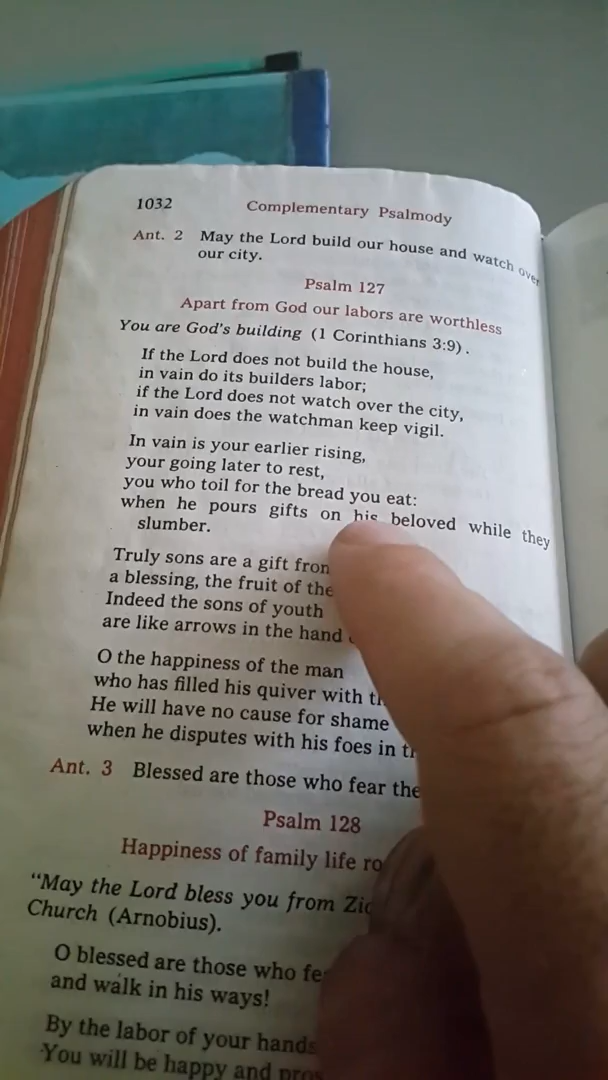 1032 Complementary Psalmody
Ant. 2 May the Lord build our house and watch over
our city.
Psalm 127
Apart from God our labors are worthless
You are God's building (1 Corinthians 3:9).
If the Lord does not build the house,
in vain do its builders labor;
if the Lord does not watch over the city,
in vain does the watchman keep vigil.
In vain is your earlier rising,
your going later to rest,
you who toil for the bread you eat:
when he pours gifts on his beloved while they
slumber.
Truly sons are a gift from
a blessing, the fruit of the
Indeed the sons of youth
are like arrows in the hand
O the happiness of the man
who has filled his quiver with
He will have no cause for shame
when he disputes with his foes in
Ant. 3 Blessed are those who fear the
Psalm 128
Happiness of family life
"May the Lord bless you from
Church (Arnobius).
O blessed are those who
and walk in his ways!
By the labor of your hands
You will be happy and